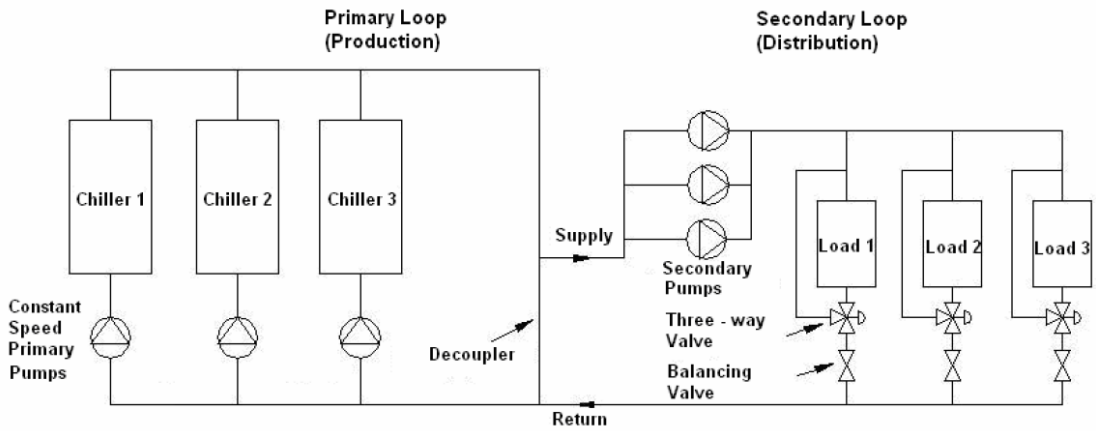 Primary Loop
(Production)
Secondary Loop
(Distribution)
Chiller 1
Chiller 2
Chiller 3
Supply
Load 1
Load 2
Load 3
Secondary
Pumps
Constant
Speed
Primary
Pumps
Three - way
Valve
Decoupler
Balancing
Valve
Return